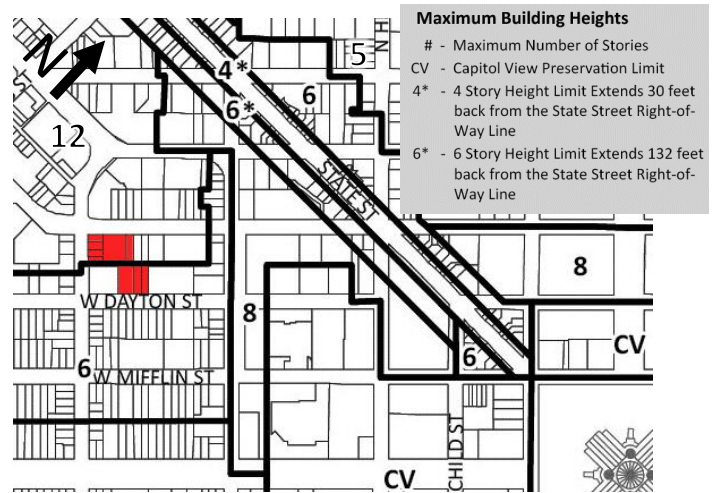 Maximum Building Heights
# - Maximum Number of Stories
CV - Capitol View Preservation Limit
4* - 4 Story Height Limit Extends 30 feet
back from the State Street Right-of-
Way Line
6* - 6 Story Height Limit Extends 132 feet
back from the State Street Right-of-
Way Line
N
5
N H
4*
6*
6
12
S
STATE ST
8
W DAYTON ST
8
CV
6
6
W MIFFLIN ST
CHILD ST
CV